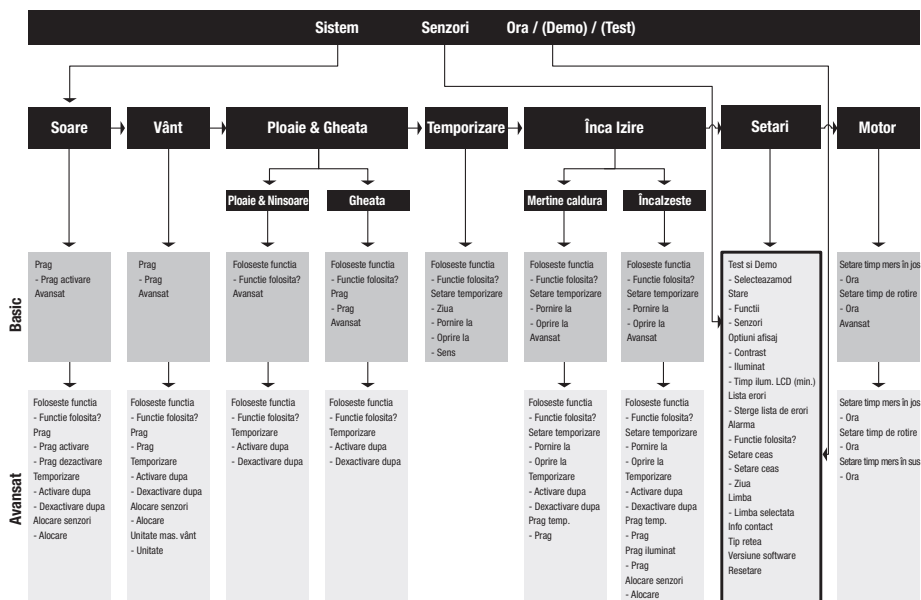 Sistem Senzori Ora / (Demo) / (Test)
Soare
Vânt
Ploaie & Gheata
Temporizare
Înca Izire
Setari
Motor
Ploaie & Ninsoare
Gheata
Mertine caldura
Încalzeste
Basic
Prag
- Prag activare
Avansat
Prag
- Prag
Avansat
Foloseste functia
- Functie folosita?
Avansat
Foloseste functia
- Functie folosita?
Prag
- Prag
Avansat
Foloseste functia
- Functie folosita?
Setare temporizare
- Ziua
- Pornire la
- Oprire la
- Sens
Foloseste functia
- Functie folosita?
Setare temporizare
- Pornire la
- Oprire la
Avansat
Foloseste functia
- Functie folosita?
Setare temporizare
- Pornire la
- Oprire la
Avansat
Test si Demo
- Selecteazamod
Stare
- Functii
- Senzori
Optiuni afisaj
- Contrast
- Iluminat
- Timp ilum. LCD (min.)
Lista erori
- Sterge lista de erori
Alarma
- Functie folosita?
Setare ceas
- Setare ceas
- Ziua
Limba
- Limba selectata
Info contact
Tip retea
Versiune software
Resetare
Setare timp mers în jos
- Ora
Setare timp de rotire
- Ora
Avansat
Avansat
Foloseste functia
- Functie folosita?
Prag
- Prag activare
- Prag dezactivare
Temporizare
- Activare dupa
- Dexactivare dupa
Alocare senzori
- Alocare
Foloseste functia
- Functie folosita?
Prag
- Prag
Temporizare
- Activare dupa
- Dexactivare dupa
Alocare senzori
- Alocare
Unitate mas. vânt
- Unitate
Foloseste functia
- Functie folosita?
Temporizare
- Activare dupa
- Dexactivare dupa
Foloseste functia
- Functie folosita?
Temporizare
- Activare dupa
- Dexactivare dupa
Foloseste functia
- Functie folosita?
Setare temporizare
- Pornire la
- Oprire la
Temporizare
- Activare dupa
- Dexactivare dupa
Prag temp.
- Prag
Foloseste functia
- Functie folosita?
Setare temporizare
- Pornire la
- Oprire la
Temporizare
- Activare dupa
- Dexactivare dupa
Prag temp.
- Prag
Prag iluminat
- Prag
Alocare senzori
- Alocare
Setare timp mers în jos
- Ora
Setare timp de rotire
- Ora
Setare timp mers în sus
- Ora